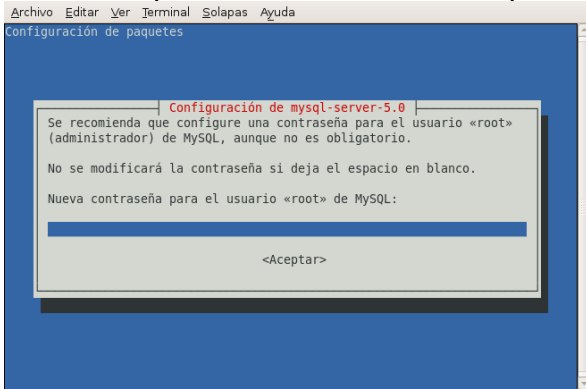 Archivo Editar Ver Terminal Solapas Ayuda
Configuración de paquetes
Configuración de mysql-server-5.0
Se recomienda que configure una contraseña para el usuario «root»
(administrador) de MySQL, aunque no es obligatorio.
No se modificará la contraseña si deja el espacio en blanco.
Nueva contraseña para el usuario «root» de MySQL:
<Aceptar>